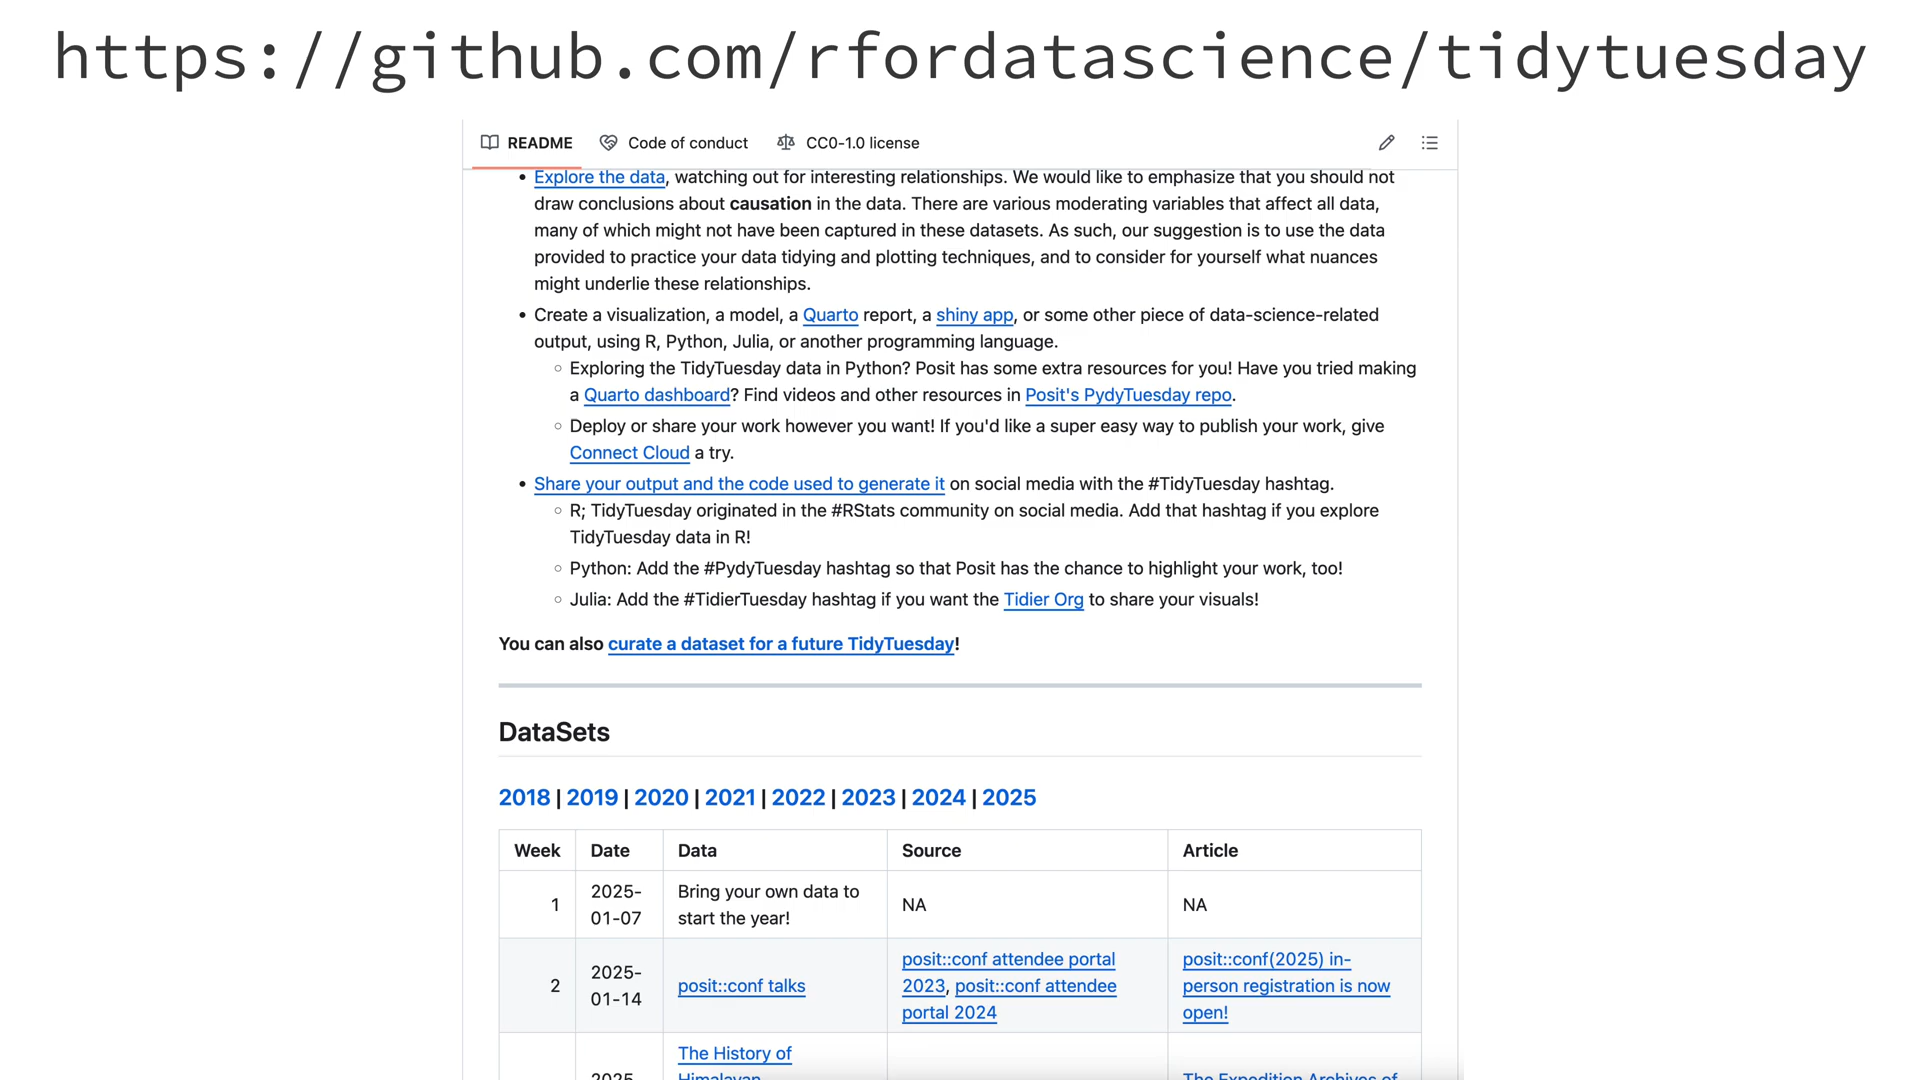 https://github.com/rfordatascience/tidytuesday
README Code of conduct CC0-1.0 license
• Explore the data, watching out for interesting relationships. We would like to emphasize that you should not
draw conclusions about causation in the data. There are various moderating variables that affect all data,
many of which might not have been captured in these datasets. As such, our suggestion is to use the data
provided to practice your data tidying and plotting techniques, and to consider for yourself what nuances
might underlie these relationships.
• Create a visualization, a model, a Quarto report, a shiny app, or some other piece of data-science-related
output, using R, Python, Julia, or another programming language.
◦ Exploring the TidyTuesday data in Python? Posit has some extra resources for you! Have you tried making
a Quarto dashboard? Find videos and other resources in Posit's PydyTuesday repo.
◦ Deploy or share your work however you want! If you'd like a super easy way to publish your work, give
Connect Cloud a try.
• Share your output and the code used to generate it on social media with the #TidyTuesday hashtag.
◦ R; TidyTuesday originated in the #RStats community on social media. Add that hashtag if you explore
TidyTuesday data in R!
◦ Python: Add the #PydyTuesday hashtag so that Posit has the chance to highlight your work, too!
◦ Julia: Add the #TidierTuesday hashtag if you want the Tidier Org to share your visuals!
You can also curate a dataset for a future TidyTuesday!
DataSets
2018 | 2019 | 2020 | 2021 | 2022 | 2023 | 2024 | 2025
Week Date Data Source Article
1
2025-
01-07
Bring your own data to
start the year!
NA
NA
2
2025-
01-14
posit::conf talks
posit::conf attendee portal
2023, posit::conf attendee
portal 2024
posit::conf(2025) in-
person registration is now
open!
2025-
The History of
Himalayan
The Expedition Archives of